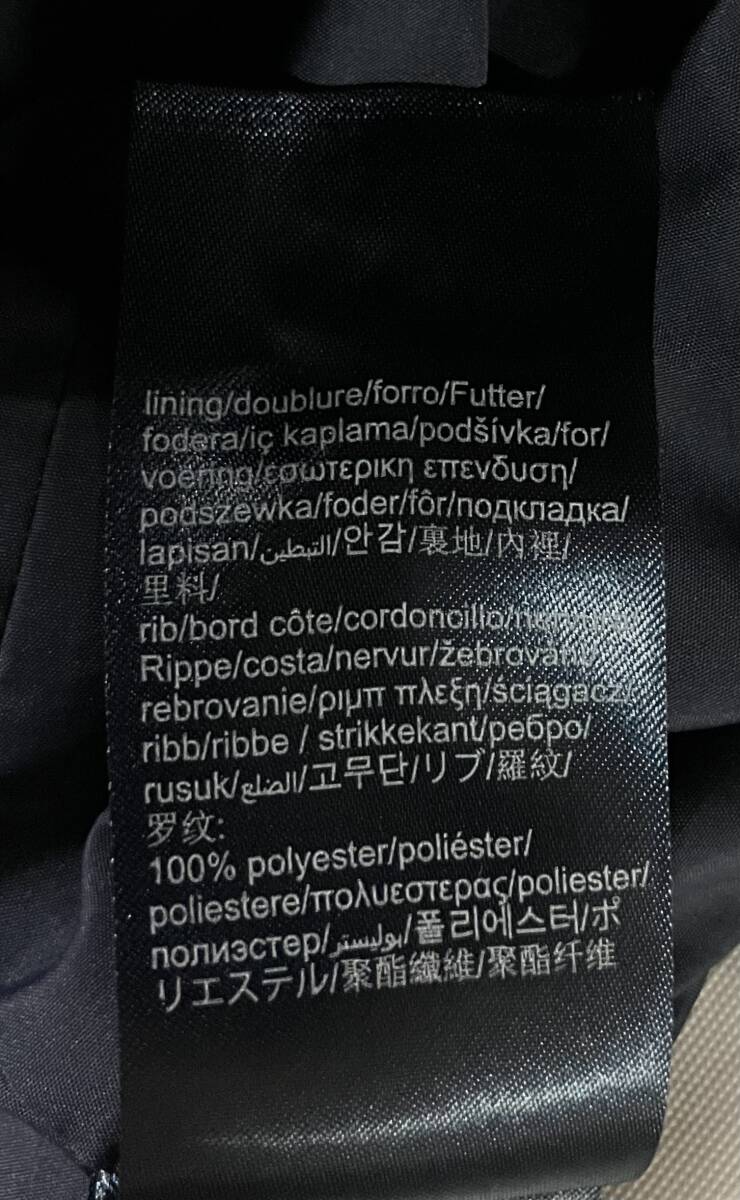 lining/doublure/forro/Futter/
fodera/iç kaplama/podšívka/for/
voering/εσωτερικη επενδυση/
podszewka/foder/fôr/подкладка/
lapisan/التبطين/안감/裏地/內裡/
里料/
rib/bord côte/cordoncillo/
Rippe/costa/nervur/žebrování/
rebrovanie/ριμπ πλεξη/ściągacz/
ribb/ribbe / strikkekant/ребро/
rusuk/الضلع/고무단/リブ/羅紋/
罗纹:
100% polyester/poliéster/
poliestere/πολυεστερας/poliester/
полиэстер/بوليستر/폴리에스터/ポ
リエステル/聚酯纖維/聚酯纤维